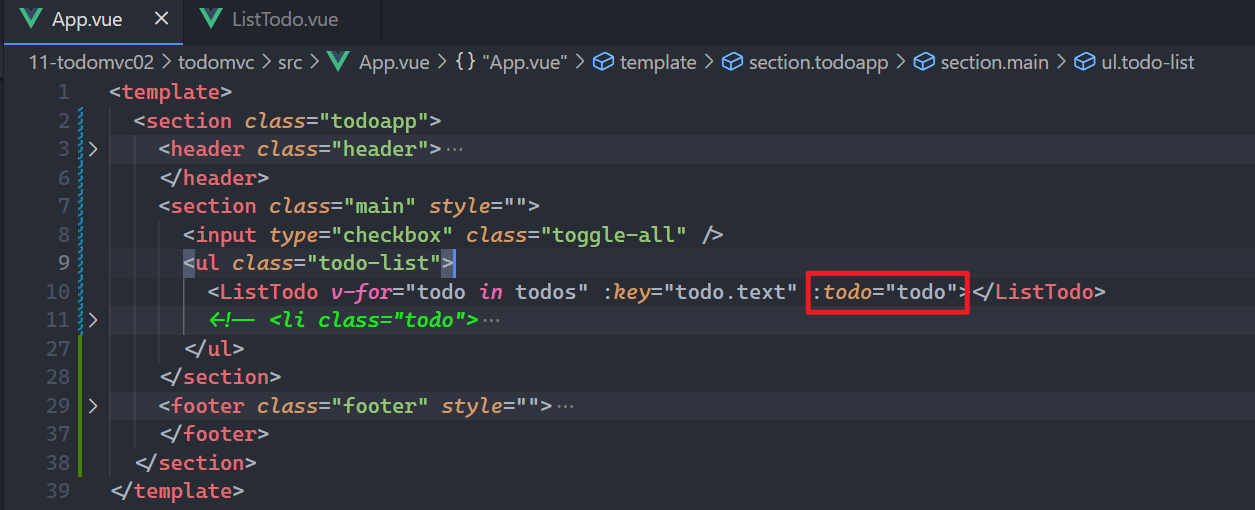 App.vue × ListTodo.vue
11-todomvc02 > todomvc > src > App.vue > {} "App.vue" > template > section.todoapp > section.main > ul.todo-list
1 <template>
2 <section class="todoapp">
3 > <header class="header">···
6 </header>
7 <section class="main" style="">
8 <input type="checkbox" class="toggle-all" />
9 <ul class="todo-list">
10 <ListTodo v-for="todo in todos" :key="todo.text" :todo="todo"></ListTodo>
11 > <!-- <li class="todo">···
27 </ul>
28 </section>
29 > <footer class="footer" style="">···
37 </footer>
38 </section>
39 </template>